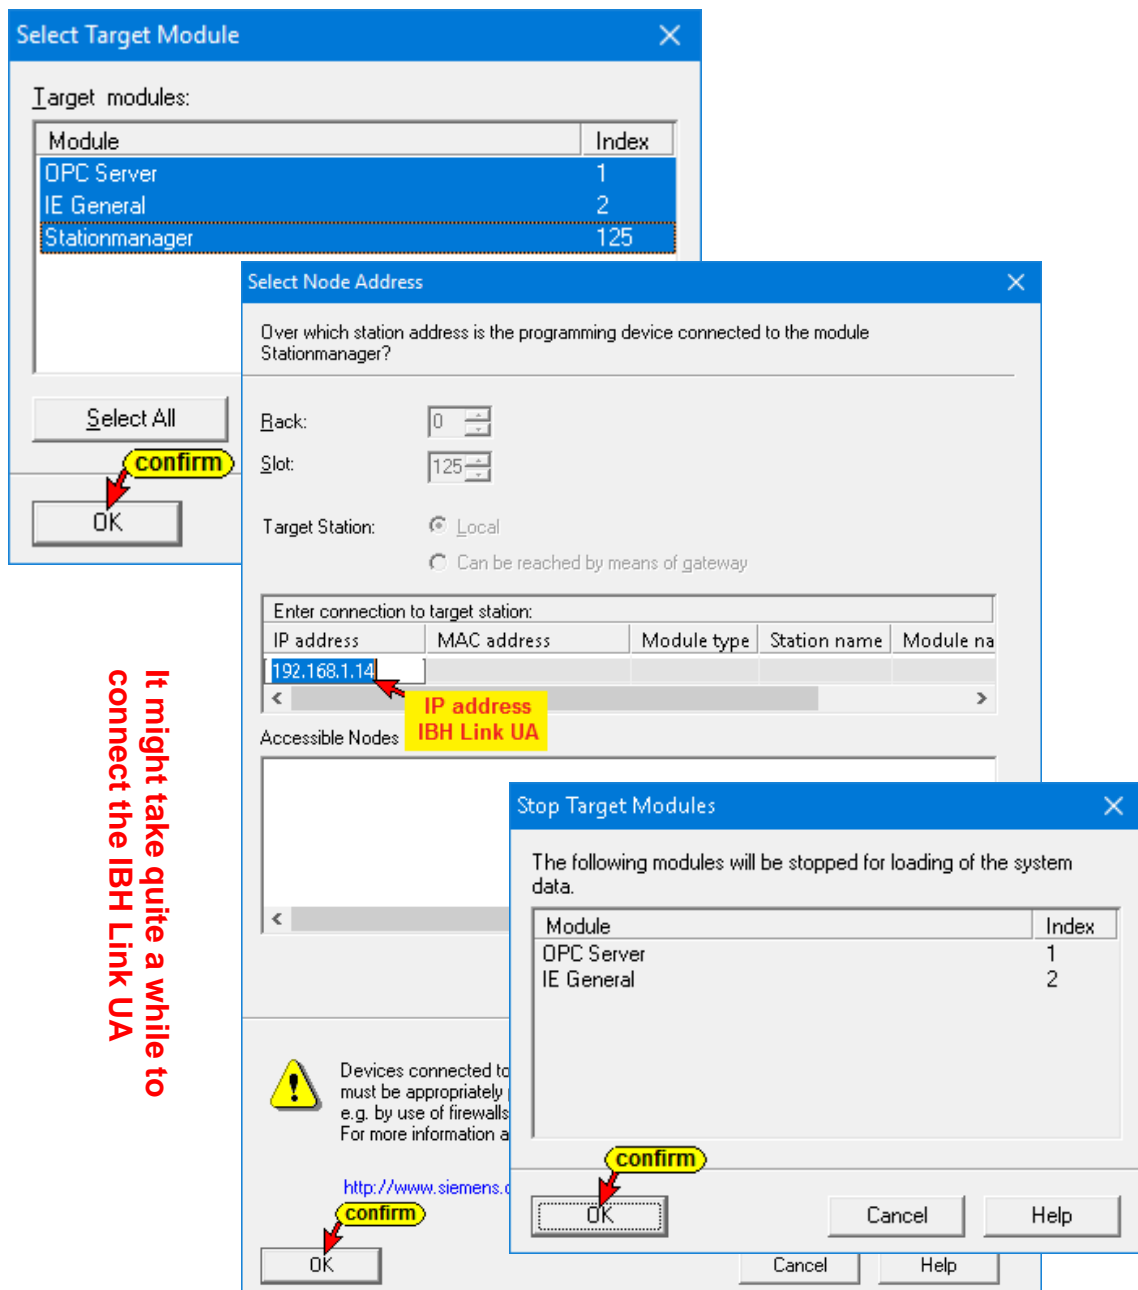 Select Target Module
Target modules:
Module Index
OPC Server 1
IE General 2
Stationmanager 125
Select All
confirm
OK
Select Node Address
Over which station address is the programming device connected to the module
Stationmanager?
Rack: 0
Slot: 125
Target Station: Local
Can be reached by means of gateway
Enter connection to target station:
IP address MAC address Module type Station name Module na
192.168.1.14
IP address
IBH Link UA
Accessible Nodes
It might take quite a while to
connect the IBH Link UA
Devices connected to
must be appropriately
e.g. by use of firewalls
For more information a
http://www.siemens.
confirm
OK
Cancel Help
Stop Target Modules
The following modules will be stopped for loading of the system
data.
Module Index
OPC Server 1
IE General 2
confirm
OK Cancel Help